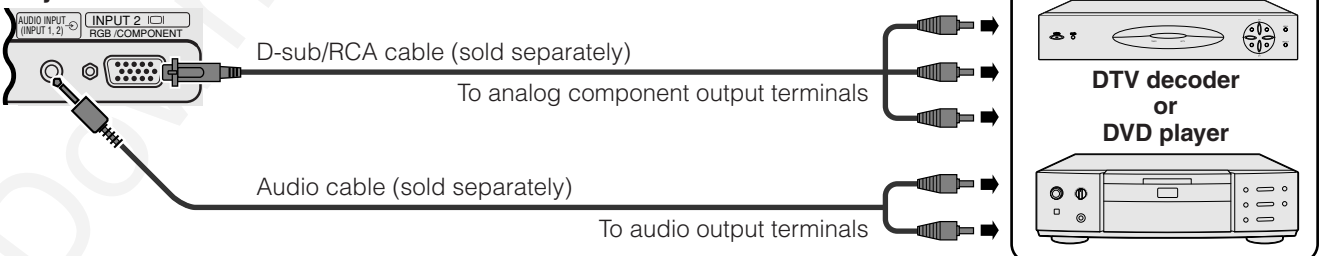 AUDIO INPUT
(INPUT 1, 2)
INPUT 2
RGB /COMPONENT
D-sub/RCA cable (sold separately)
To analog component output terminals
DTV decoder
or
DVD player
Audio cable (sold separately)
To audio output terminals